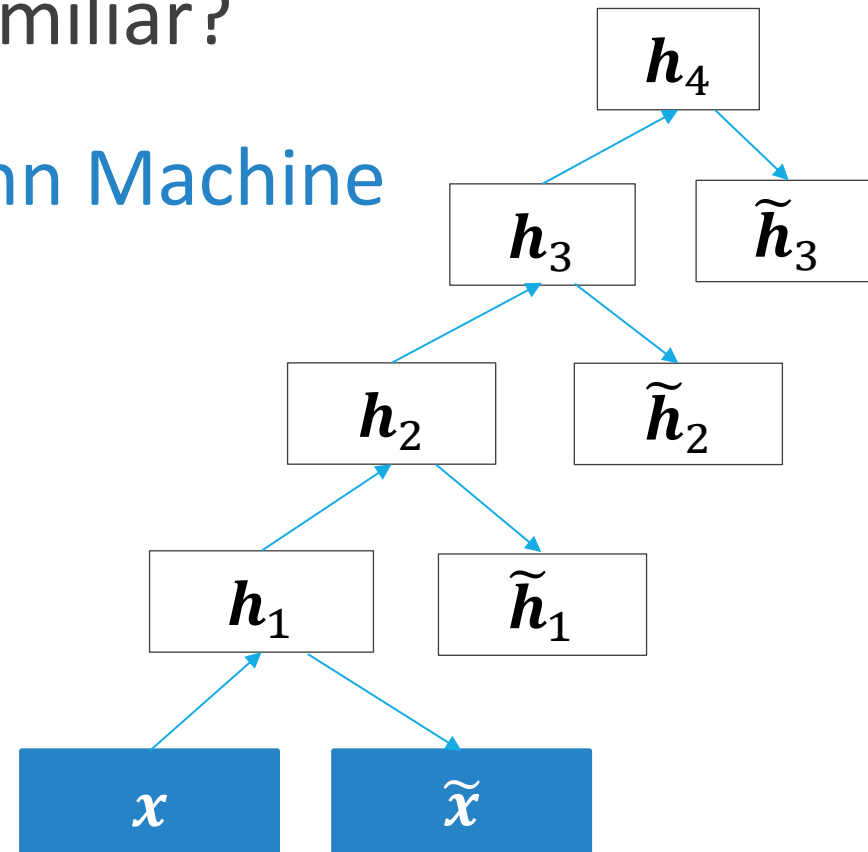 miliar?
nn Machine
𝒉₄
𝒉₃ 𝒉̃₃
𝒉₂ 𝒉̃₂
𝒉₁ 𝒉̃₁
𝒙 𝒙̃